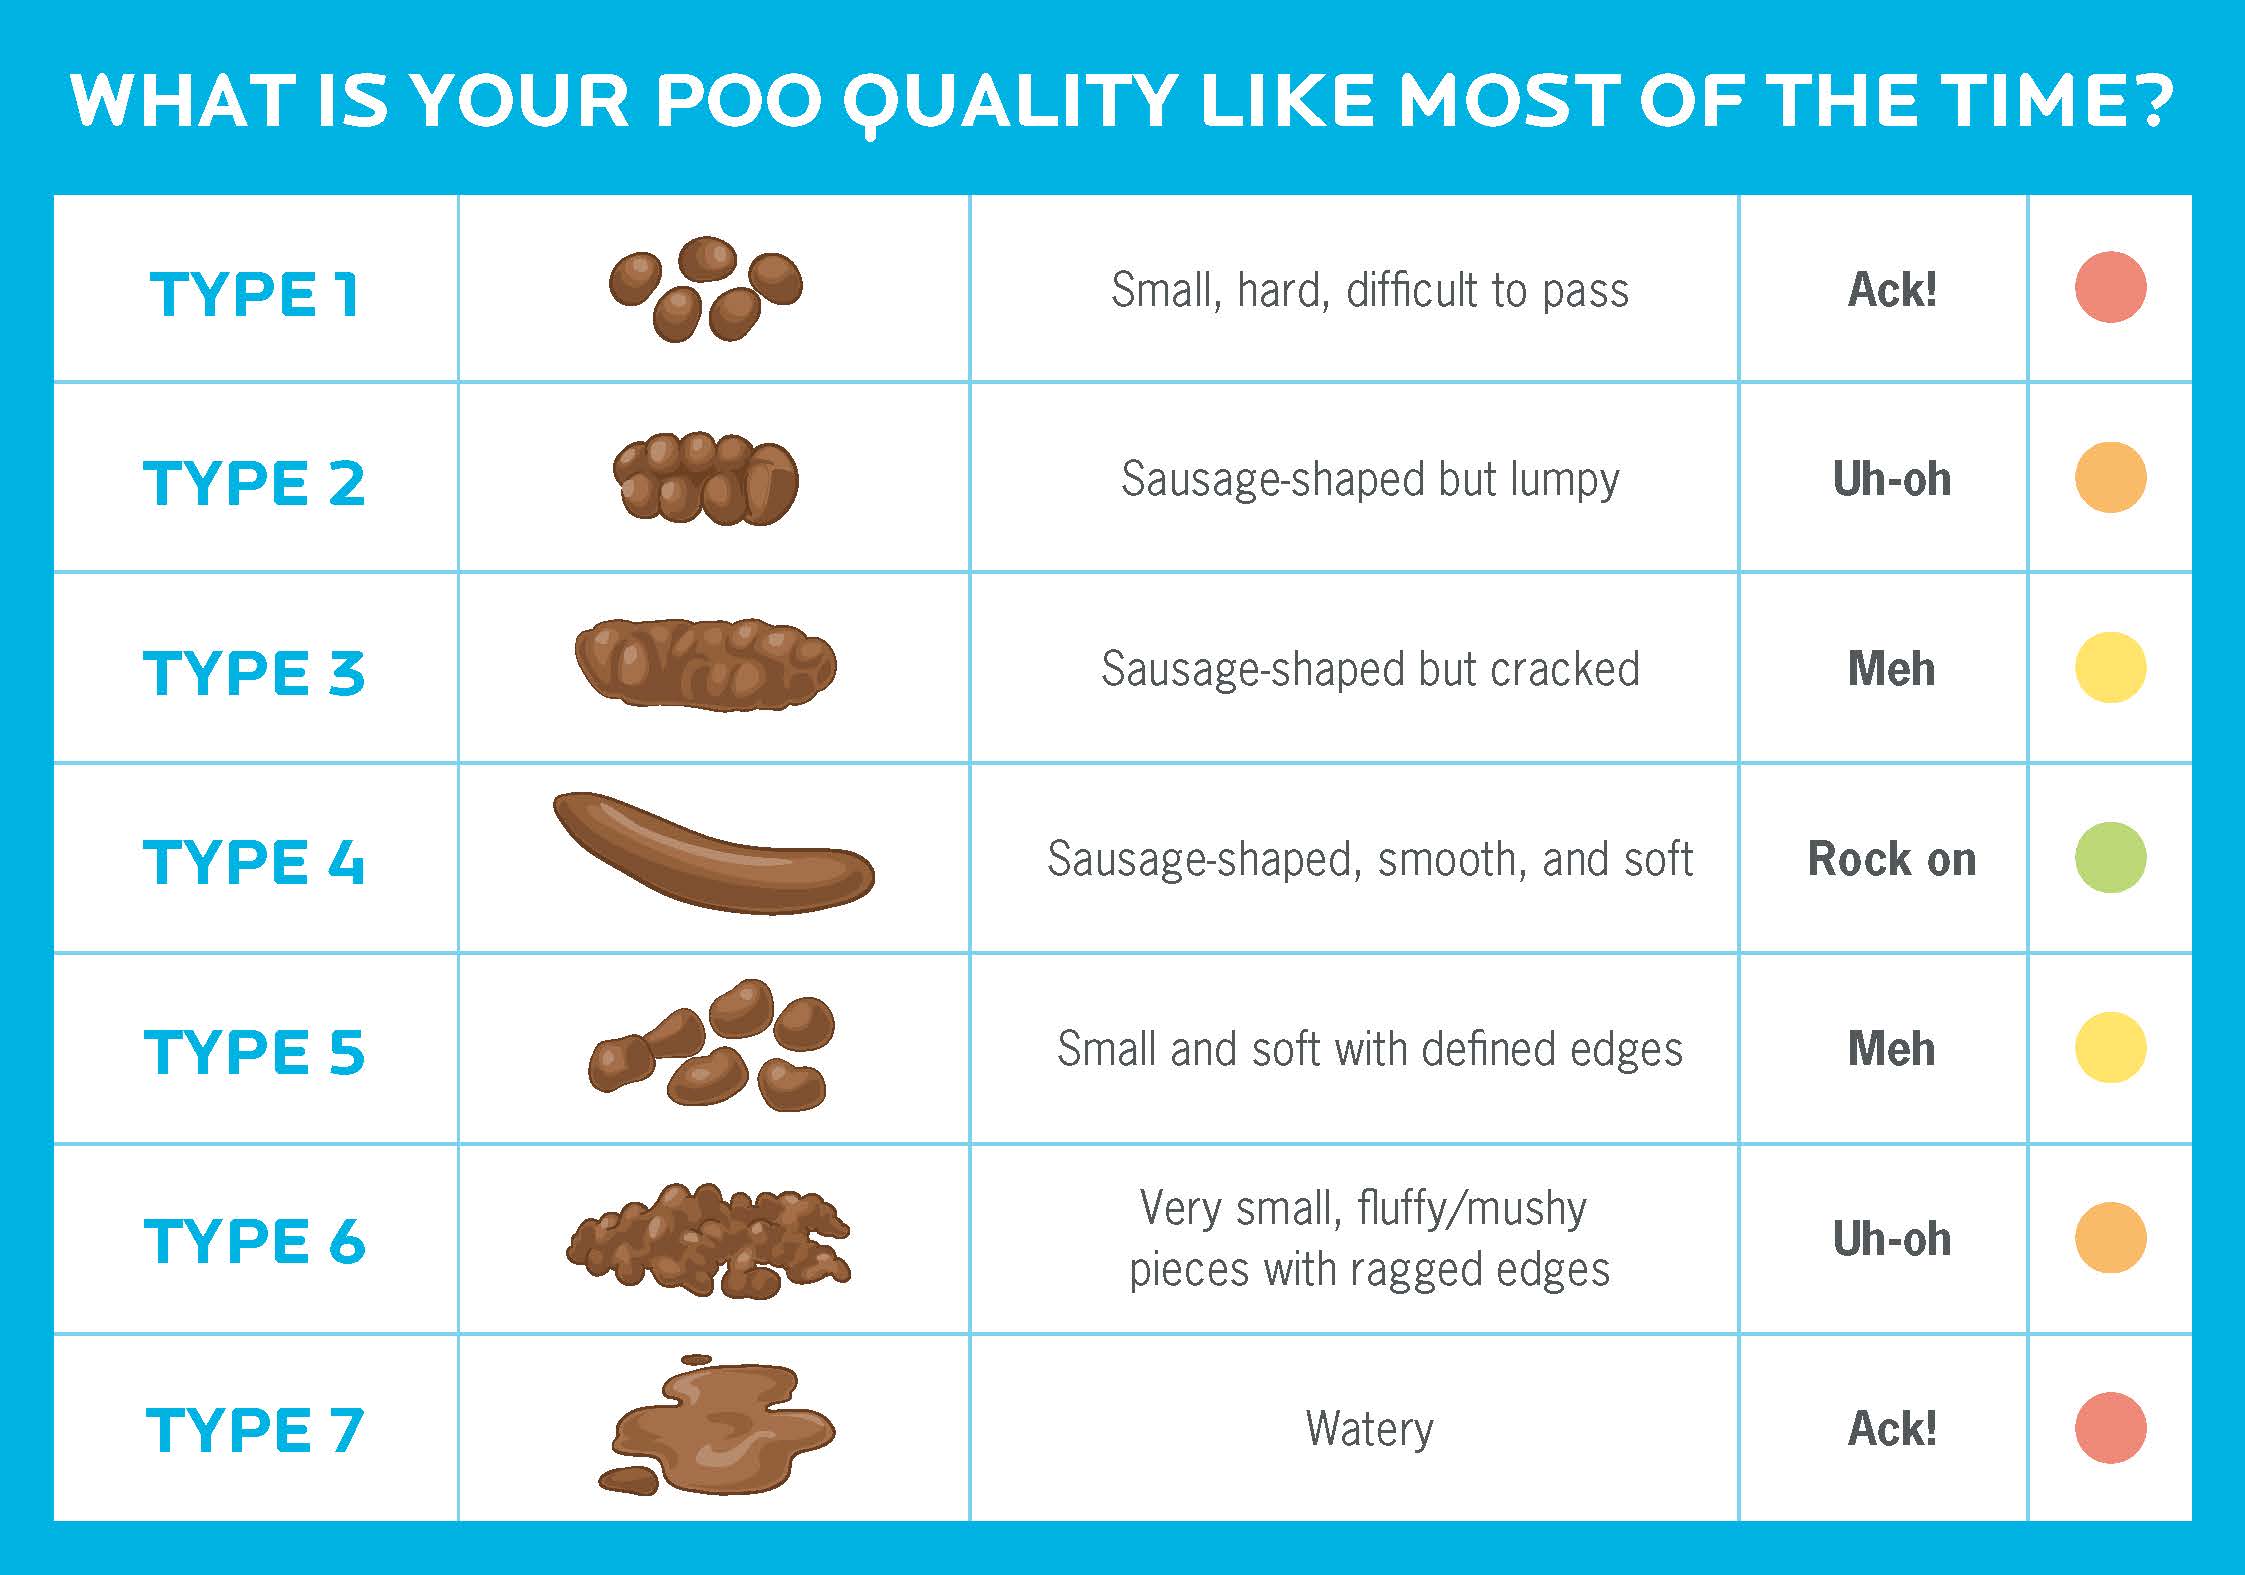 WHAT IS YOUR POO QUALITY LIKE MOST OF THE TIME?
TYPE 1
Small, hard, difficult to pass
Ack!
TYPE 2
Sausage-shaped but lumpy
Uh-oh
TYPE 3
Sausage-shaped but cracked
Meh
TYPE 4
Sausage-shaped, smooth, and soft
Rock on
TYPE 5
Small and soft with defined edges
Meh
TYPE 6
Very small, fluffy/mushy
pieces with ragged edges
Uh-oh
TYPE 7
Watery
Ack!